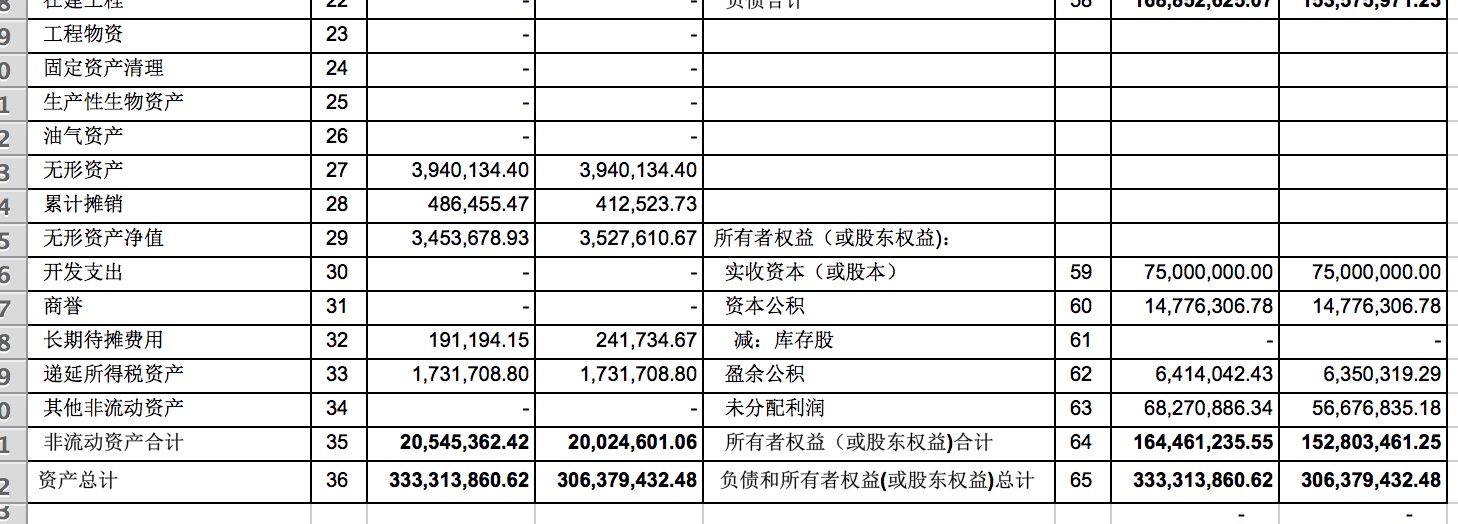 在建工程 22 - - 负债合计 58 168,852,625.07 153,575,971.23
9 工程物资 23 - -
0 固定资产清理 24 - -
1 生产性生物资产 25 - -
2 油气资产 26 - -
3 无形资产 27 3,940,134.40 3,940,134.40
4 累计摊销 28 486,455.47 412,523.73
5 无形资产净值 29 3,453,678.93 3,527,610.67 所有者权益（或股东权益）：
6 开发支出 30 - - 实收资本（或股本） 59 75,000,000.00 75,000,000.00
7 商誉 31 - - 资本公积 60 14,776,306.78 14,776,306.78
8 长期待摊费用 32 191,194.15 241,734.67 减：库存股 61 - -
9 递延所得税资产 33 1,731,708.80 1,731,708.80 盈余公积 62 6,414,042.43 6,350,319.29
0 其他非流动资产 34 - - 未分配利润 63 68,270,886.34 56,676,835.18
1 非流动资产合计 35 20,545,362.42 20,024,601.06 所有者权益（或股东权益)合计 64 164,461,235.55 152,803,461.25
2 资产总计 36 333,313,860.62 306,379,432.48 负债和所有者权益(或股东权益)总计 65 333,313,860.62 306,379,432.48
3 - -